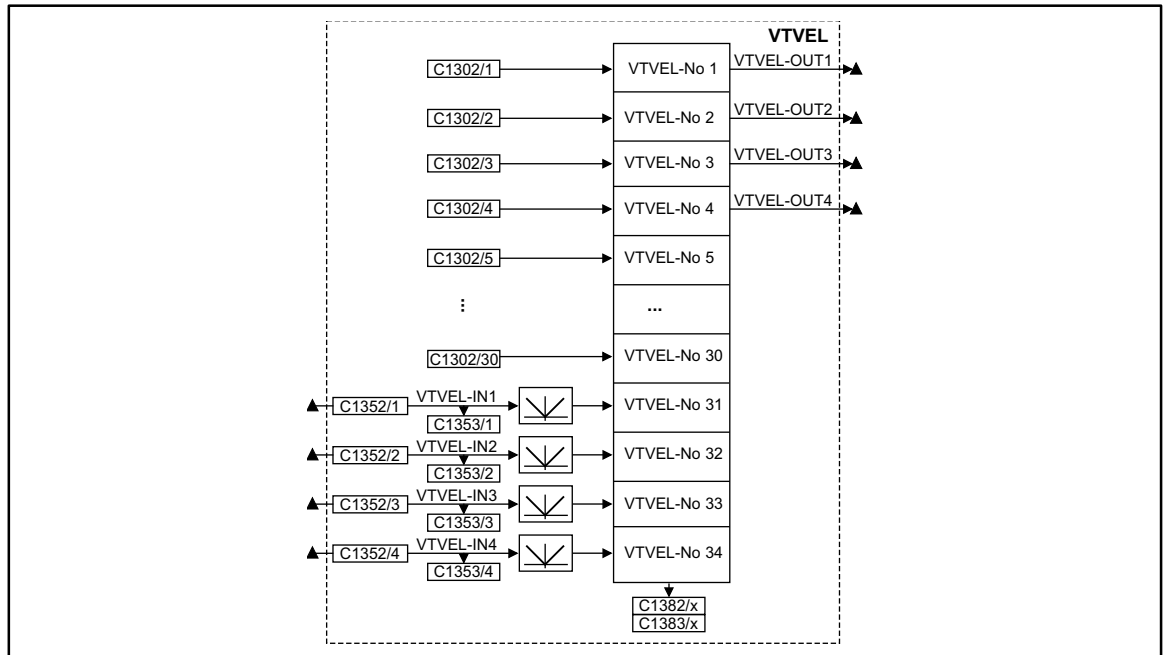 VTVEL
C1302/1 VTVEL-No 1 VTVEL-OUT1
C1302/2 VTVEL-No 2 VTVEL-OUT2
C1302/3 VTVEL-No 3 VTVEL-OUT3
C1302/4 VTVEL-No 4 VTVEL-OUT4
C1302/5 VTVEL-No 5
... ...
C1302/30 VTVEL-No 30
C1352/1 VTVEL-IN1 VTVEL-No 31
C1353/1
C1352/2 VTVEL-IN2 VTVEL-No 32
C1353/2
C1352/3 VTVEL-IN3 VTVEL-No 33
C1353/3
C1352/4 VTVEL-IN4 VTVEL-No 34
C1353/4
C1382/x
C1383/x